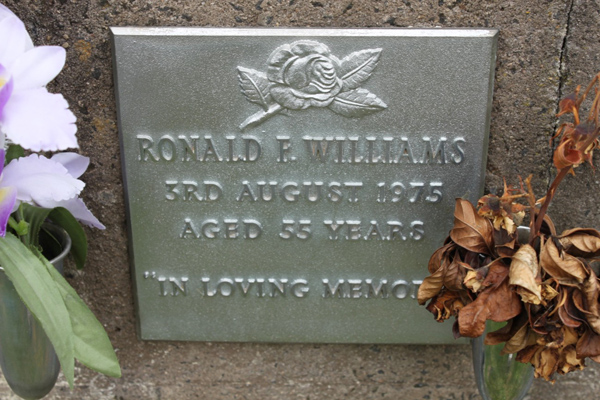 RONALD F. WILLIAMS
3RD AUGUST 1975
AGED 55 YEARS
"IN LOVING